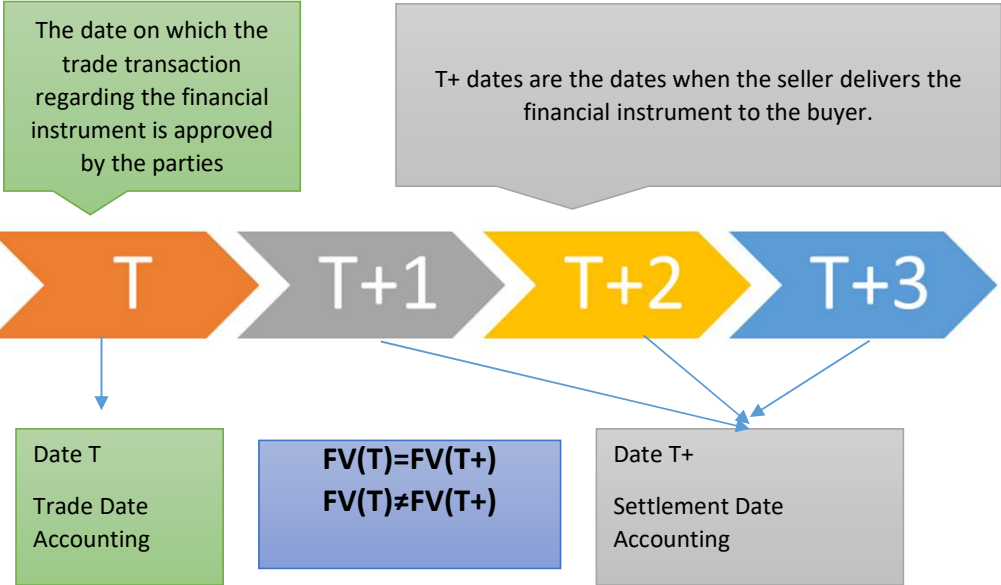 The date on which the
trade transaction
regarding the financial
instrument is approved
by the parties
T+ dates are the dates when the seller delivers the
financial instrument to the buyer.
T
T+1
T+2
T+3
Date T
Trade Date
Accounting
FV(T)=FV(T+)
FV(T)≠FV(T+)
Date T+
Settlement Date
Accounting